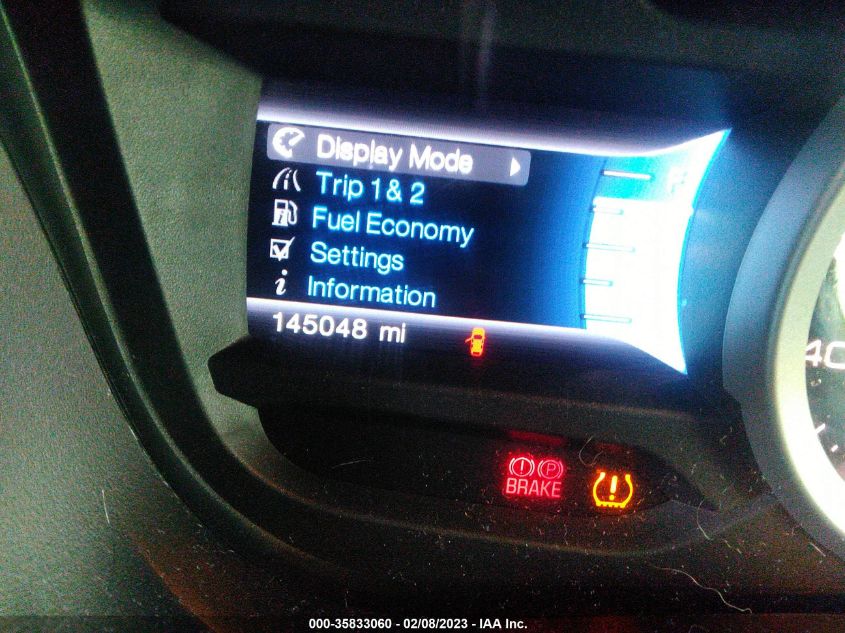 Display Mode
Trip 1 & 2
Fuel Economy
Settings
i Information
145048 mi
40
(!) (P)
BRAKE
!
000-35833060 - 02/08/2023 - IAA Inc.